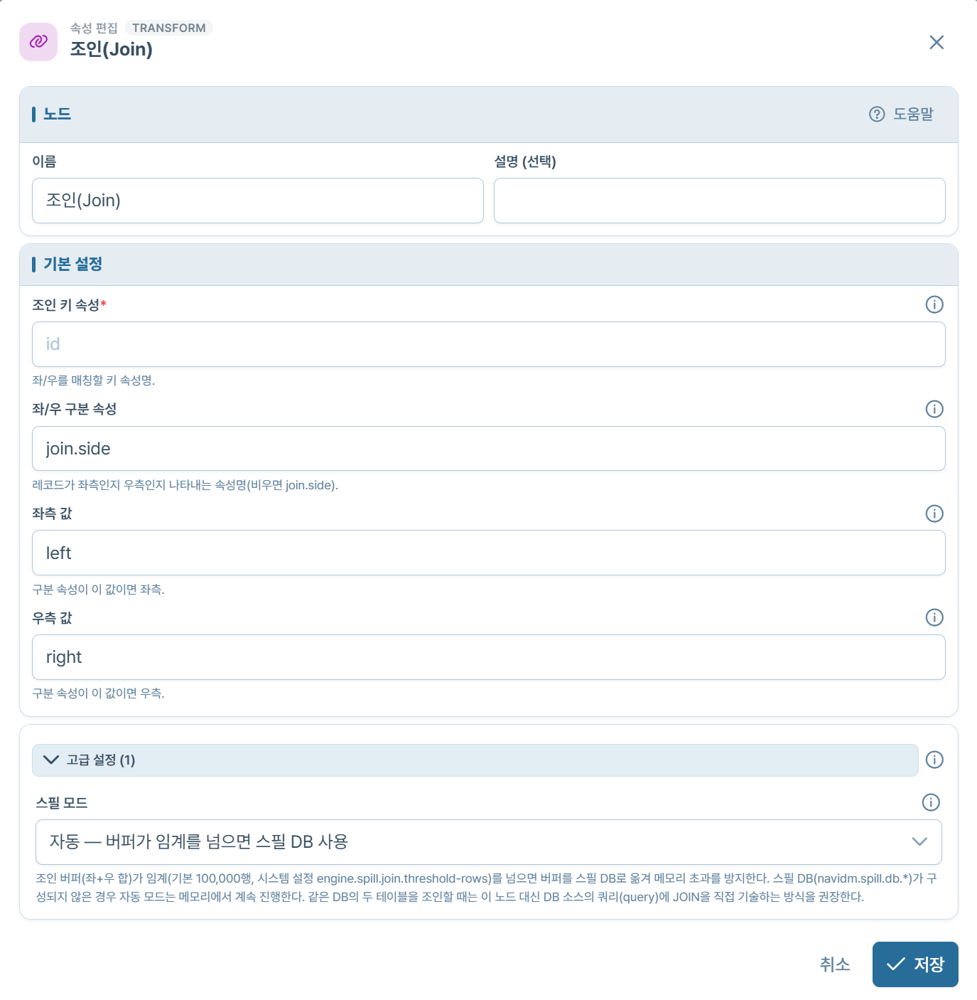 속성 편집 TRANSFORM
조인(Join)
노드
도움말
이름
설명 (선택)
조인(Join)
기본 설정
조인 키 속성*
id
좌/우를 매칭할 키 속성명.
좌/우 구분 속성
join.side
레코드가 좌측인지 우측인지 나타내는 속성명(비우면 join.side).
좌측 값
left
구분 속성이 이 값이면 좌측.
우측 값
right
구분 속성이 이 값이면 우측.
고급 설정 (1)
스필 모드
자동 — 버퍼가 임계를 넘으면 스필 DB 사용
조인 버퍼(좌+우 합)가 임계(기본 100,000행, 시스템 설정 engine.spill.join.threshold-rows)를 넘으면 버퍼를 스필 DB로 옮겨 메모리 초과를 방지한다. 스필 DB(navidm.spill.db.*)가 구
성되지 않은 경우 자동 모드는 메모리에서 계속 진행한다. 같은 DB의 두 테이블을 조인할 때는 이 노드 대신 DB 소스의 쿼리(query)에 JOIN을 직접 기술하는 방식을 권장한다.
취소
저장